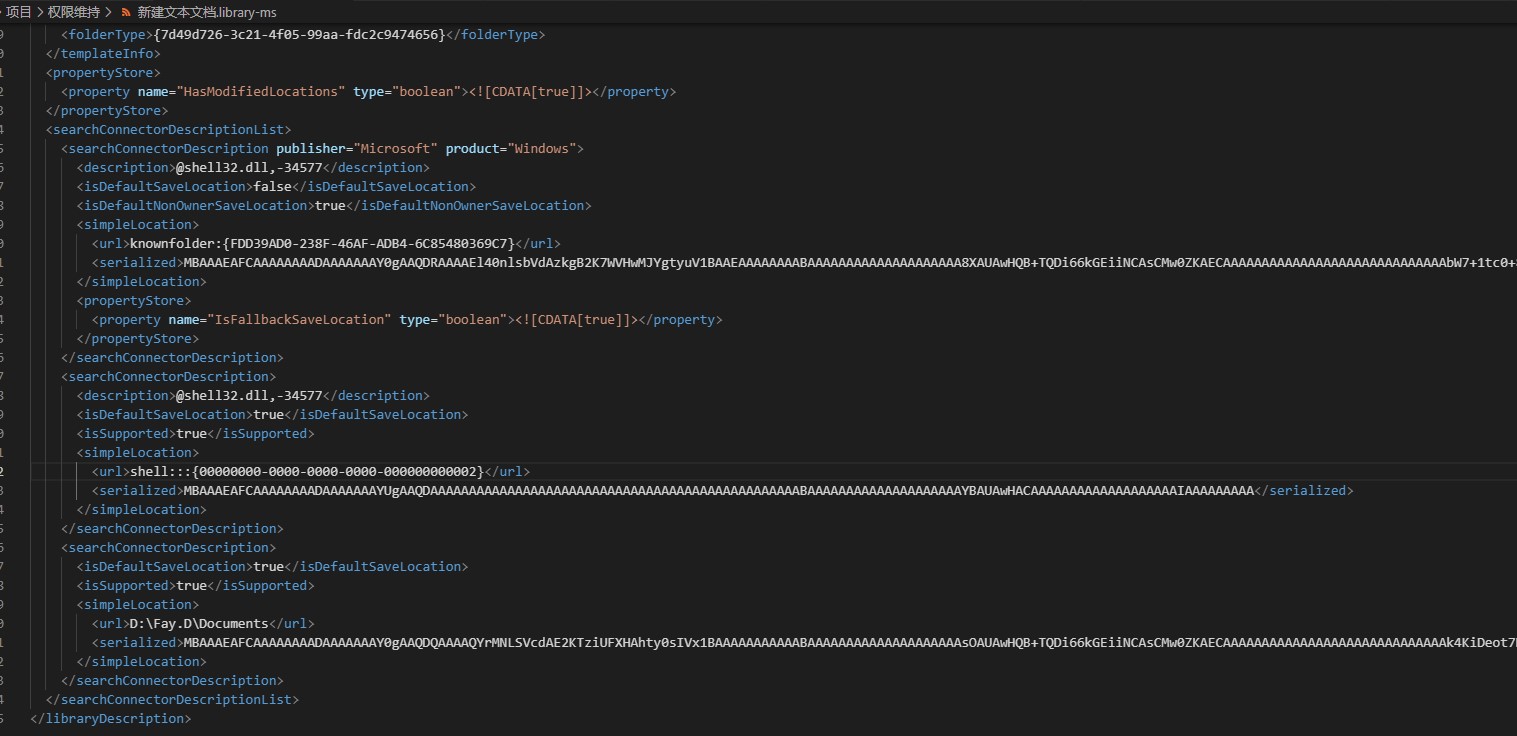 项目 > 权限维持 > 新建文本文档.library-ms
9 <folderType>{7d49d726-3c21-4f05-99aa-fdc2c9474656}</folderType>
0 </templateInfo>
1 <propertyStore>
2 <property name="HasModifiedLocations" type="boolean"><![CDATA[true]]></property>
3 </propertyStore>
4 <searchConnectorDescriptionList>
5 <searchConnectorDescription publisher="Microsoft" product="Windows">
6 <description>@shell32.dll,-34577</description>
7 <isDefaultSaveLocation>false</isDefaultSaveLocation>
8 <isDefaultNonOwnerSaveLocation>true</isDefaultNonOwnerSaveLocation>
9 <simpleLocation>
0 <url>knownfolder:{FDD39AD0-238F-46AF-ADB4-6C85480369C7}</url>
1 <serialized>
2 </simpleLocation>
3 <propertyStore>
4 <property name="IsFallbackSaveLocation" type="boolean"><![CDATA[true]]></property>
5 </propertyStore>
6 </searchConnectorDescription>
7 <searchConnectorDescription>
8 <description>@shell32.dll,-34577</description>
9 <isDefaultSaveLocation>true</isDefaultSaveLocation>
0 <isSupported>true</isSupported>
1 <simpleLocation>
2 <url>shell:::{00000000-0000-0000-0000-000000000002}</url>
3 <serialized></serialized>
4 </simpleLocation>
5 </searchConnectorDescription>
6 <searchConnectorDescription>
7 <isDefaultSaveLocation>true</isDefaultSaveLocation>
8 <isSupported>true</isSupported>
9 <simpleLocation>
0 <url>D:\Fay.D\Documents</url>
1 <serialized>
2 </simpleLocation>
3 </searchConnectorDescription>
4 </searchConnectorDescriptionList>
5 </libraryDescription>